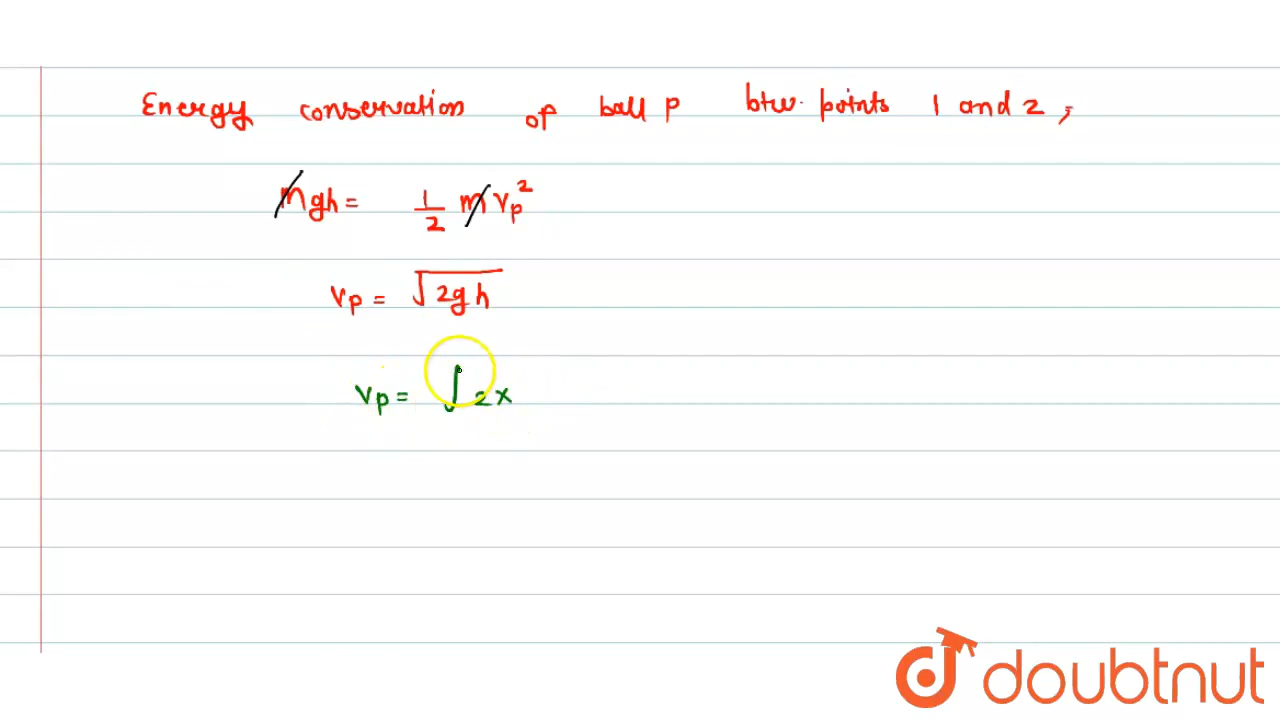 Energy conservation of ball P btw. points 1 and 2,
mgh = 1/2 m vp²
vp = √2gh
vp = √ 2x
doubtnut